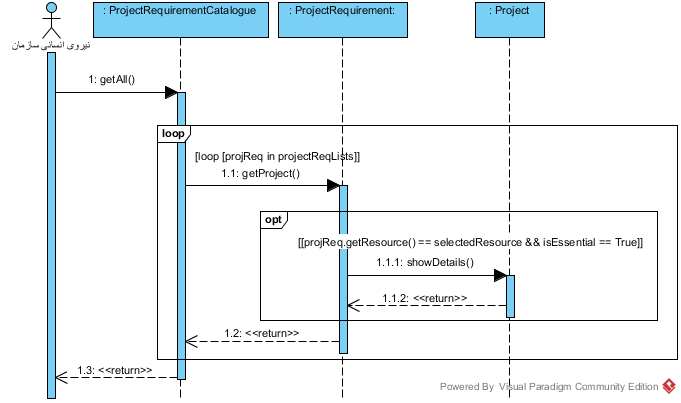 : ProjectRequirementCatalogue
: ProjectRequirement:
: Project
نیروی انسانی سازمان
1: getAll()
loop
[loop [projReq in projectReqLists]]
1.1: getProject()
opt
[[projReq.getResource() == selectedResource && isEssential == True]]
1.1.1: showDetails()
1.1.2: <<return>>
1.2: <<return>>
1.3: <<return>>
Powered By Visual Paradigm Community Edition